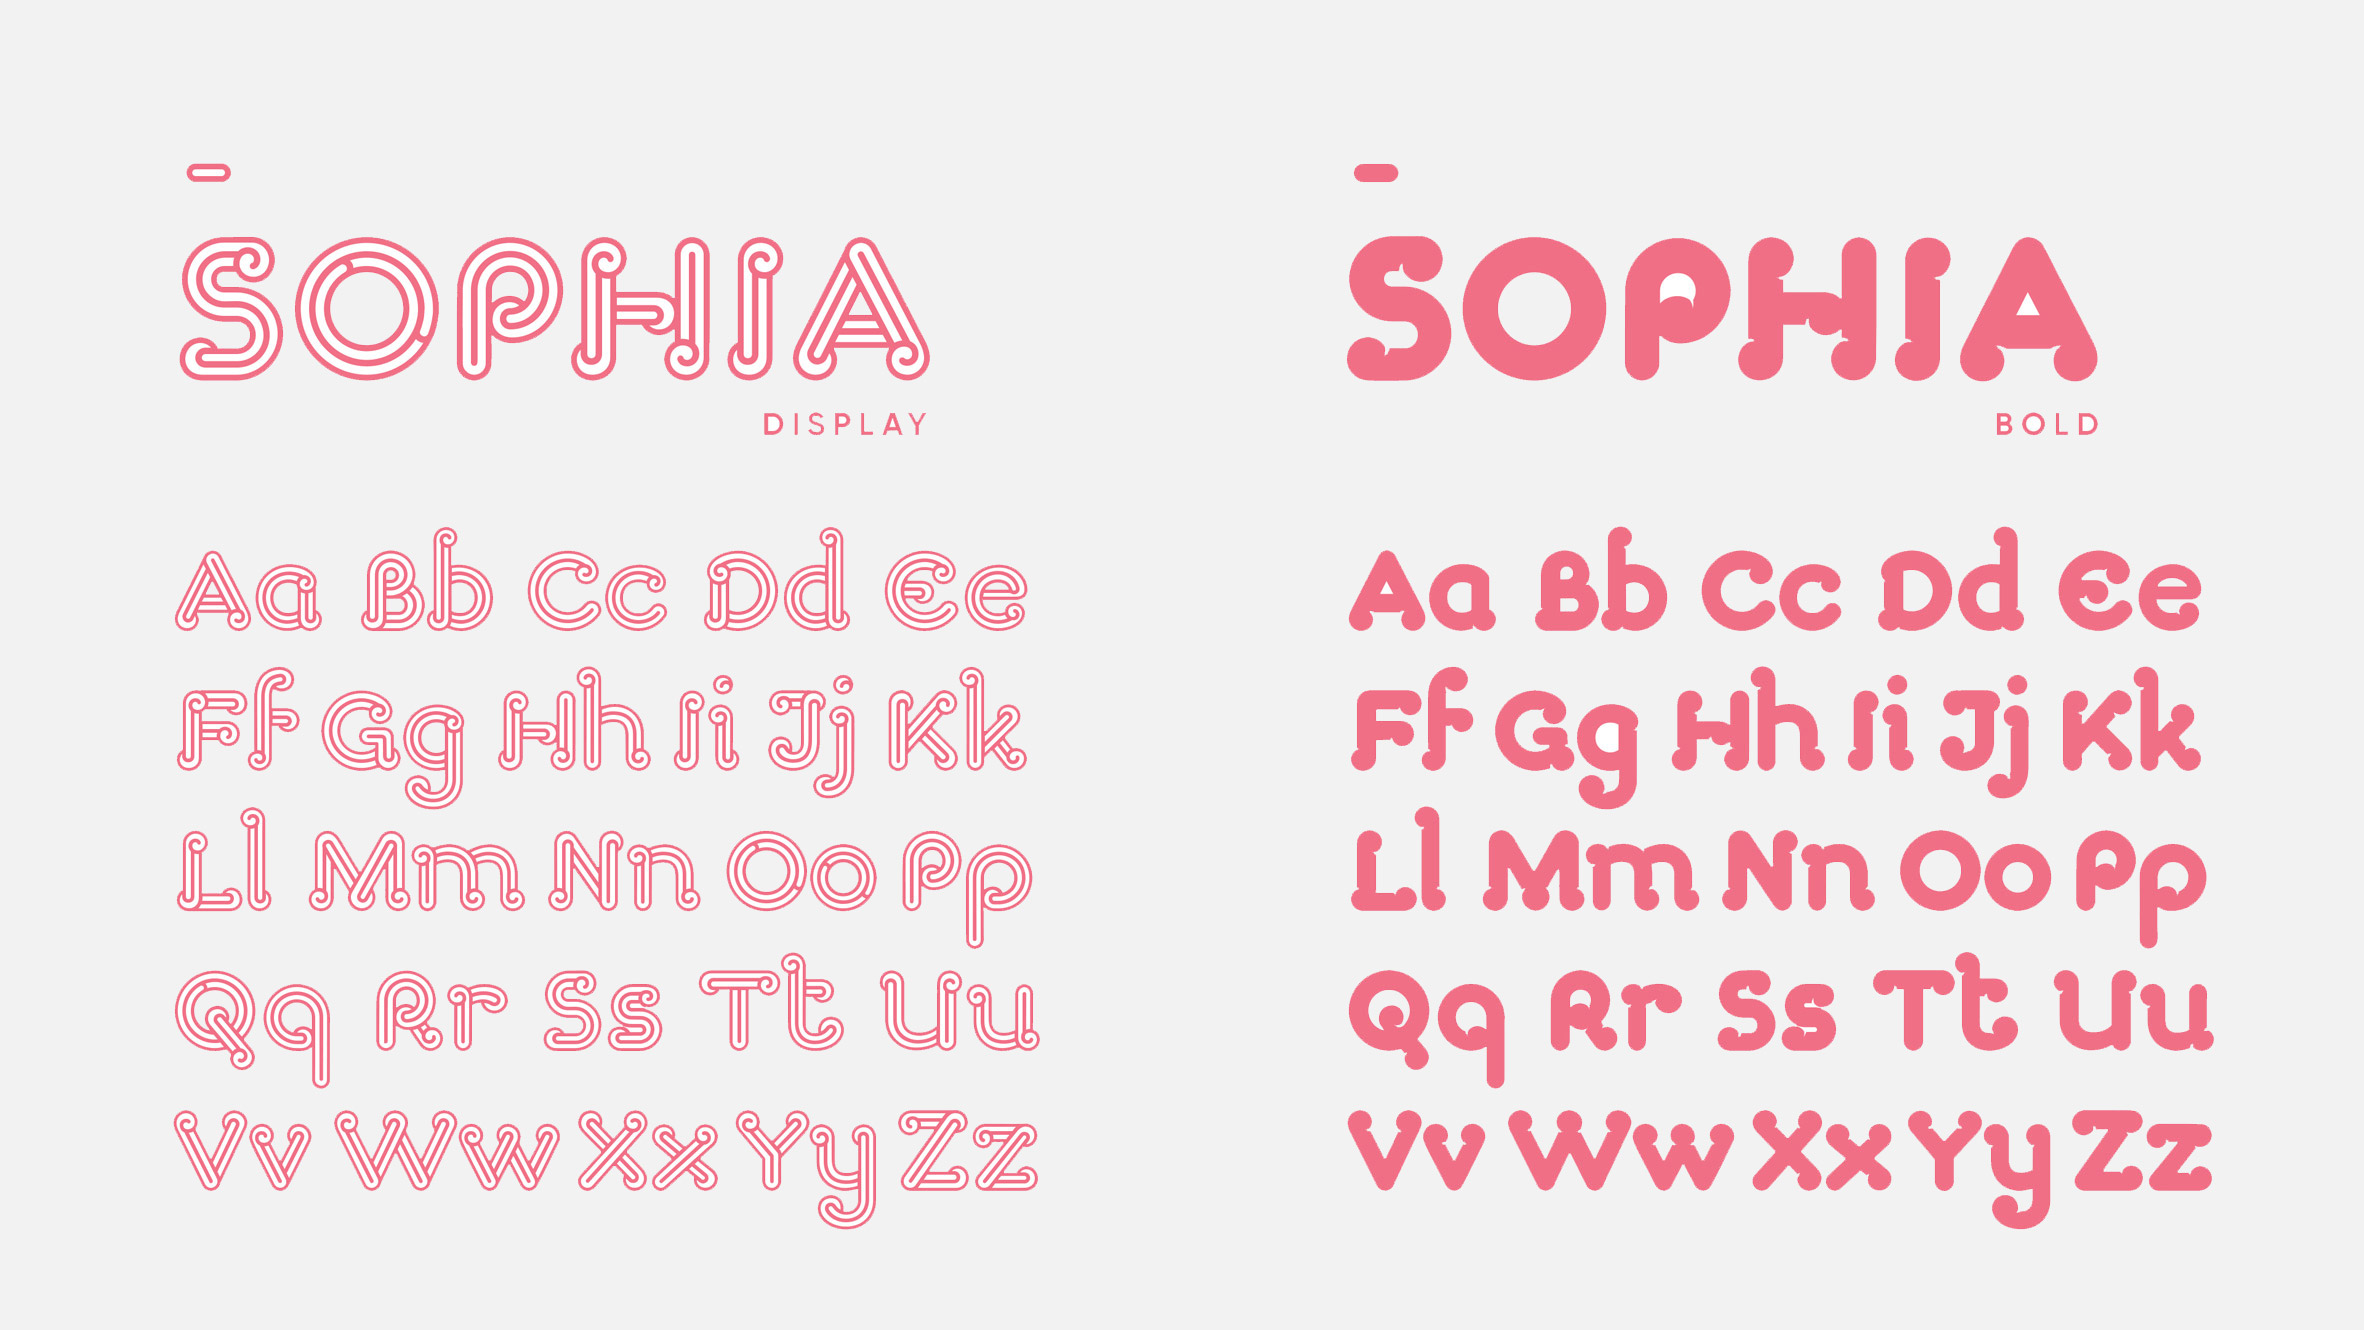 SOPHIA
DISPLAY
Aa Bb Cc Dd Ee
Ff Gg Hh Ii Jj Kk
Ll Mm Nn Oo Pp
Qq Rr Ss Tt Uu
Vv Ww Xx Yy Zz
SOPHIA
BOLD
Aa Bb Cc Dd Ee
Ff Gg Hh Ii Jj Kk
Ll Mm Nn Oo Pp
Qq Rr Ss Tt Uu
Vv Ww Xx Yy Zz